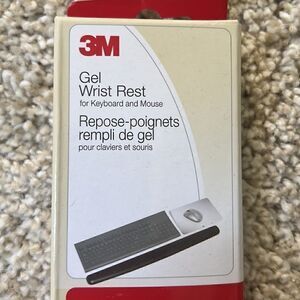 3M
Gel
Wrist Rest
for Keyboard and Mouse
Repose-poignets
rempli de gel
pour claviers et souris